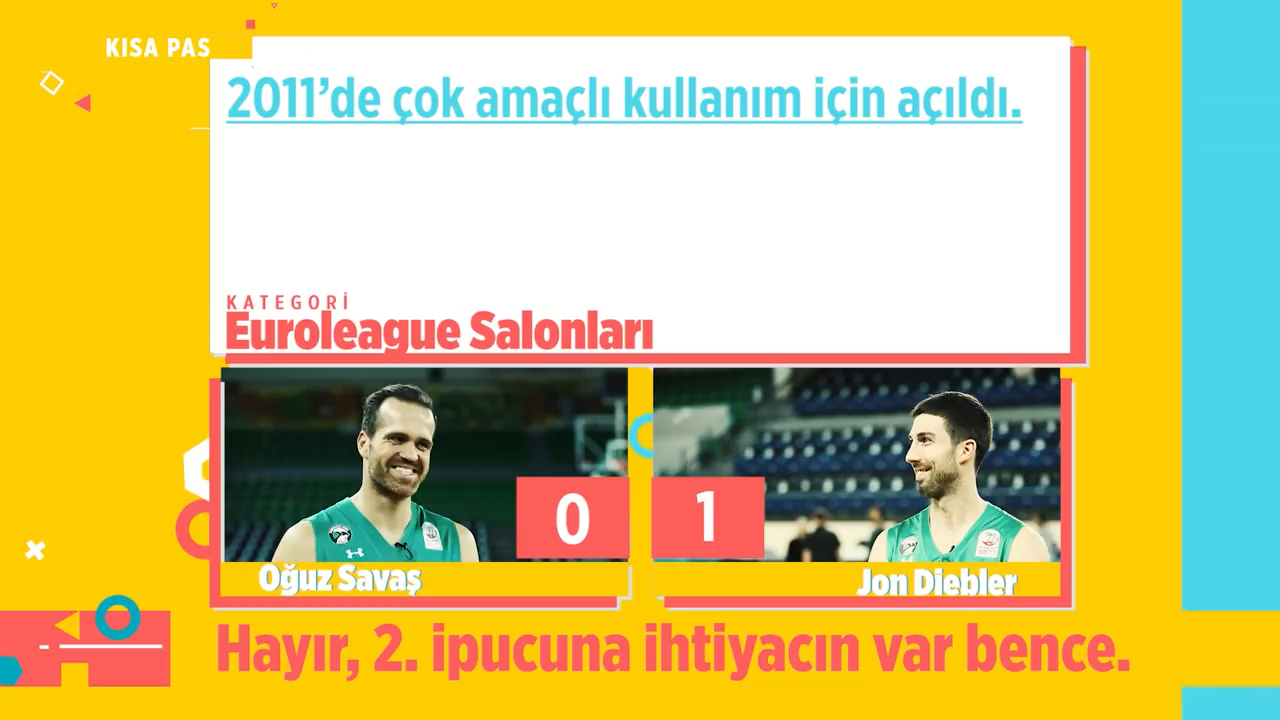 KISA PAS
2011’de çok amaçlı kullanım için açıldı.
KATEGORİ
Euroleague Salonları
0
1
Oğuz Savaş
Jon Diebler
Hayır, 2. ipucuna ihtiyacın var bence.